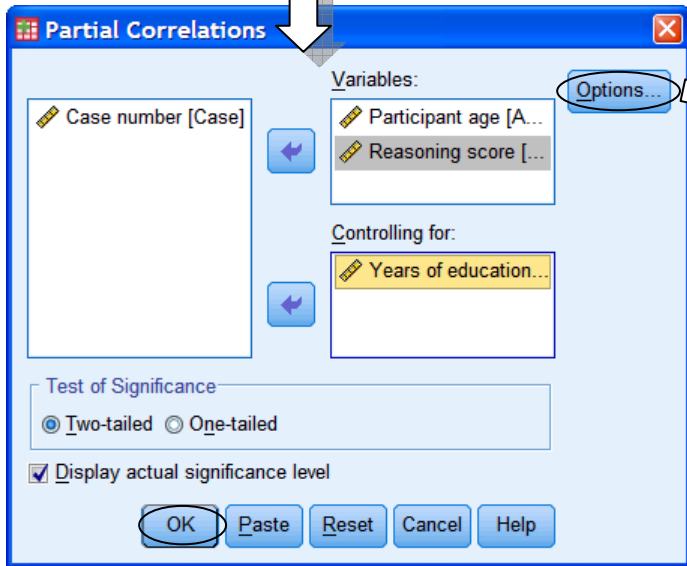 Partial Correlations
Variables:
Options...
Case number [Case]
Participant age [A...
Reasoning score [...
Controlling for:
Years of education...
Test of Significance
Two-tailed One-tailed
Display actual significance level
OK Paste Reset Cancel Help